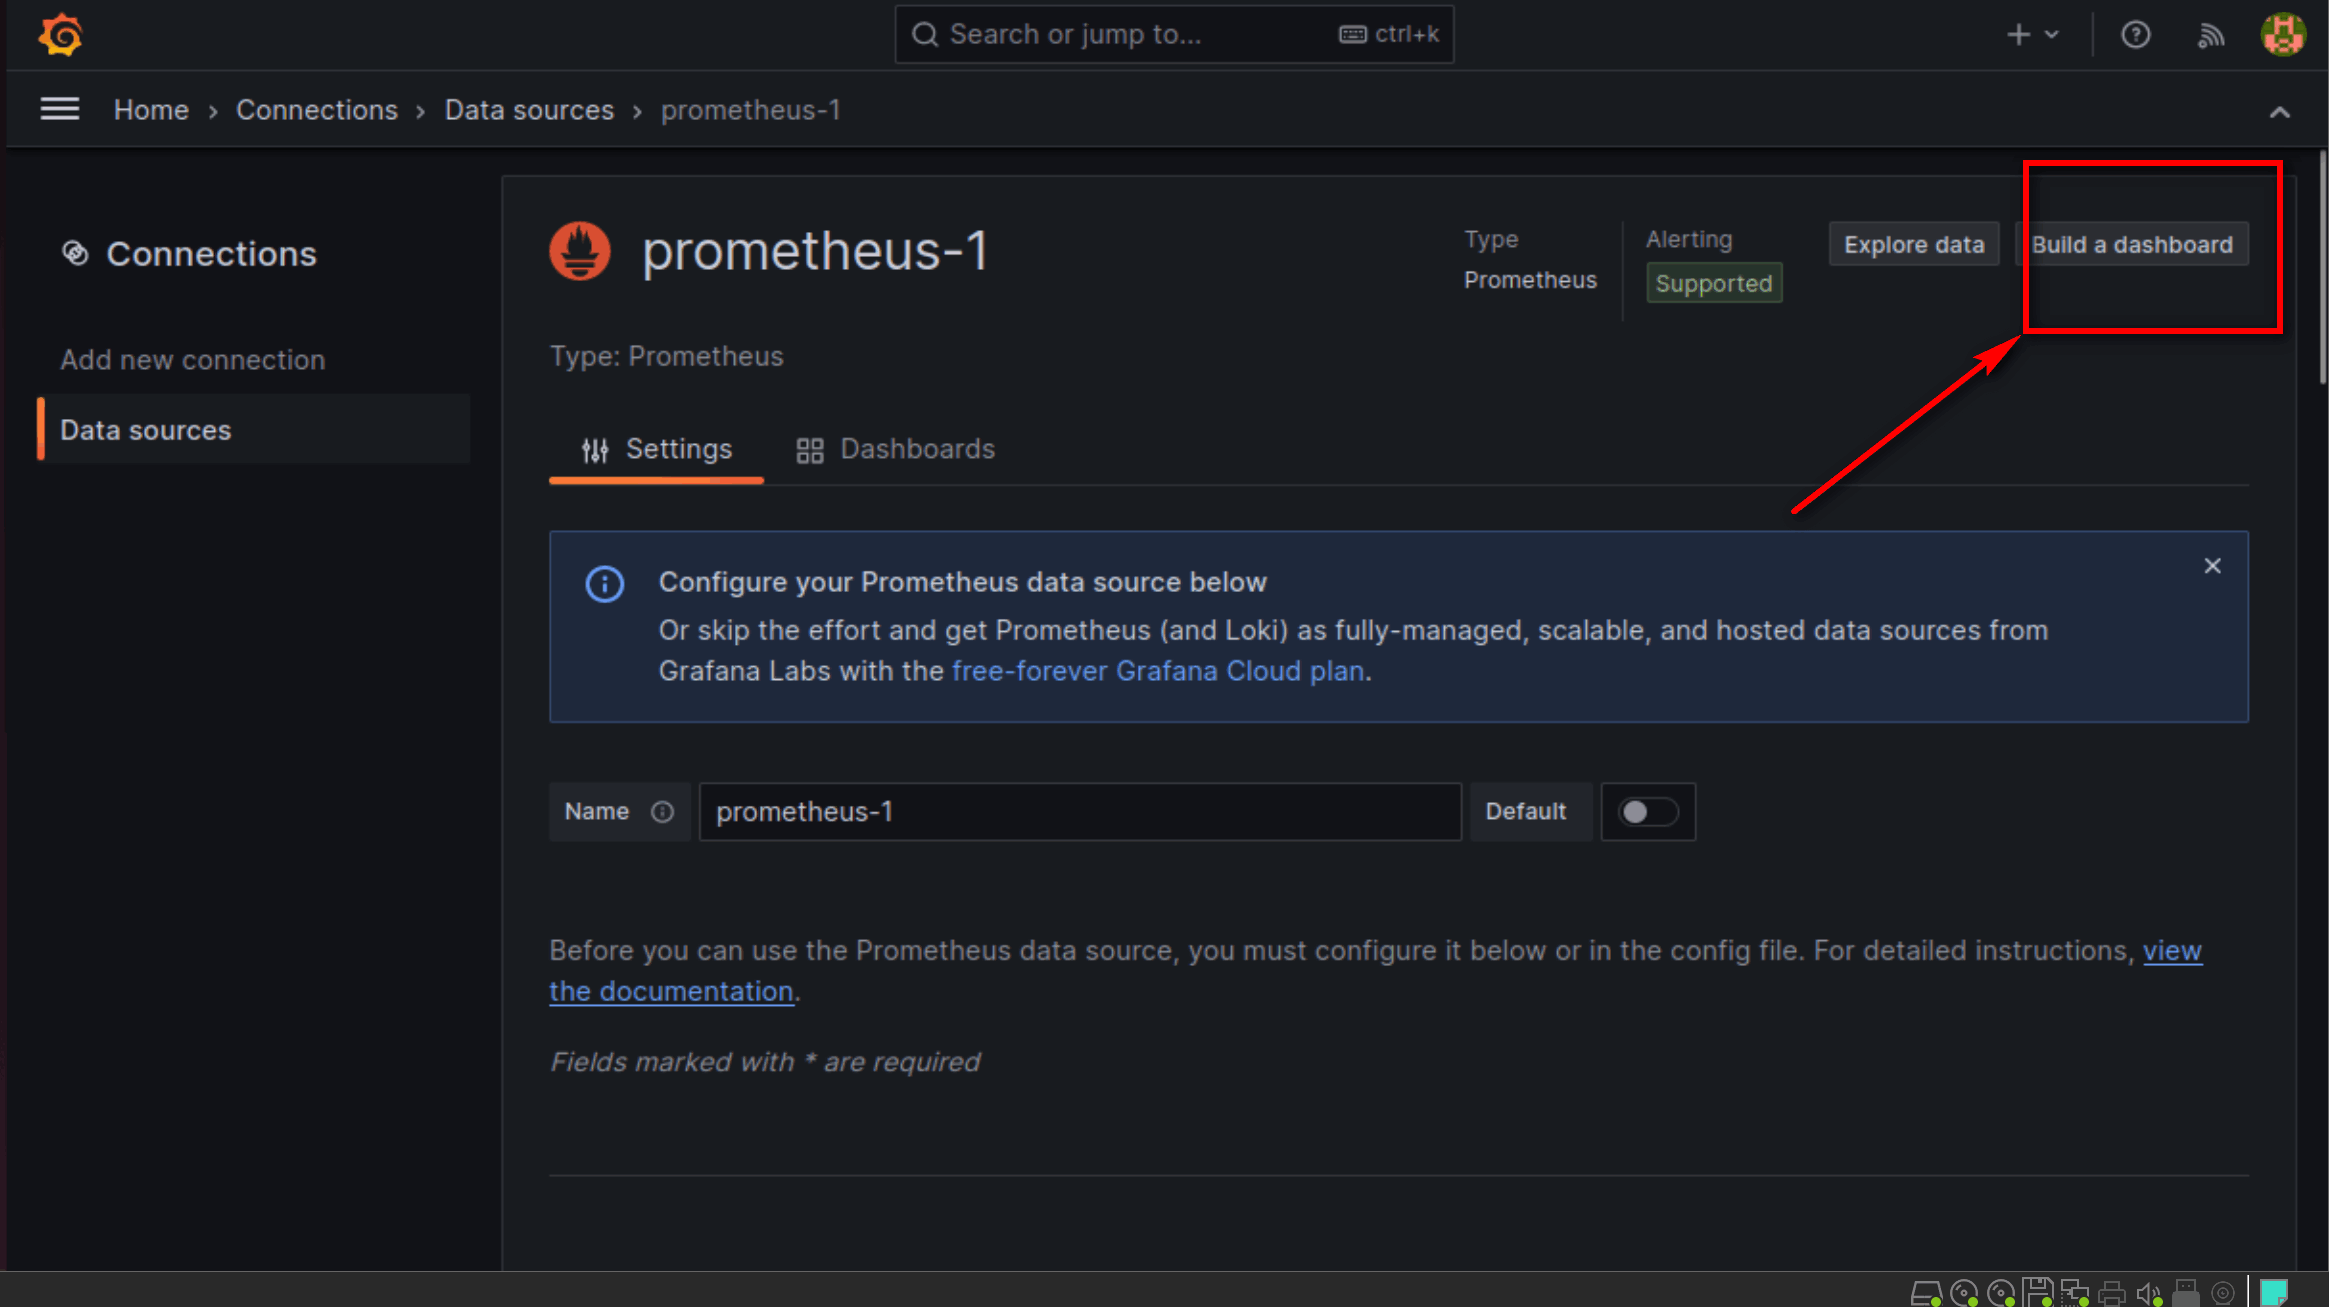 Search or jump to...
ctrl+k
Home › Connections › Data sources › prometheus-1
Connections
Add new connection
Data sources
prometheus-1
Type
Prometheus
Alerting
Supported
Explore data
Build a dashboard
Type: Prometheus
Settings
Dashboards
Configure your Prometheus data source below
Or skip the effort and get Prometheus (and Loki) as fully-managed, scalable, and hosted data sources from
Grafana Labs with the free-forever Grafana Cloud plan.
Name
prometheus-1
Default
Before you can use the Prometheus data source, you must configure it below or in the config file. For detailed instructions, view
the documentation.
Fields marked with * are required